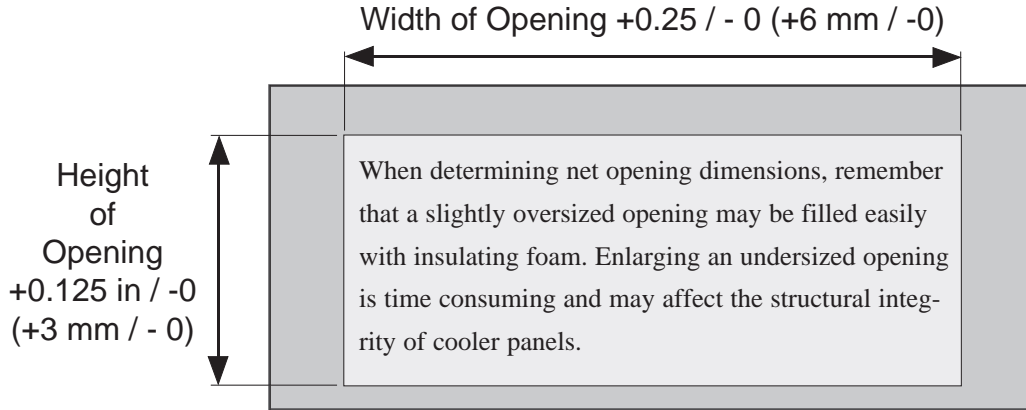 Width of Opening +0.25 / - 0 (+6 mm / -0)
Height
of
Opening
+0.125 in / -0
(+3 mm / - 0)
When determining net opening dimensions, remember
that a slightly oversized opening may be filled easily
with insulating foam. Enlarging an undersized opening
is time consuming and may affect the structural integ-
rity of cooler panels.